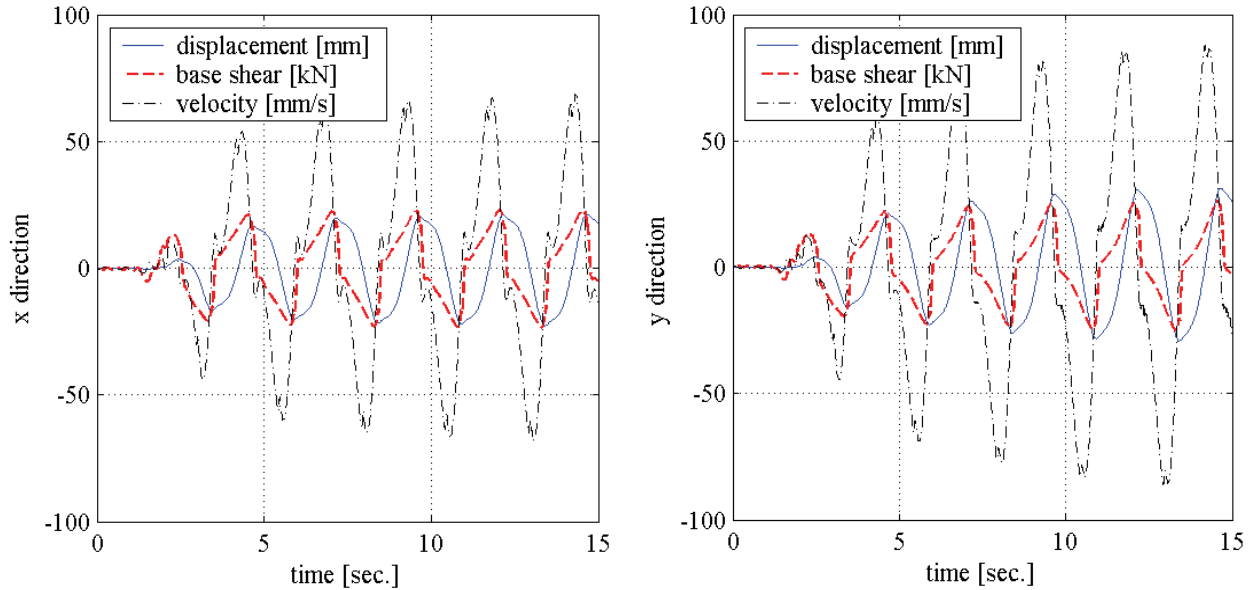 100
50
0
-50
-100
x direction
displacement [mm]
base shear [kN]
velocity [mm/s]
0
5
10
15
time [sec.]
100
50
0
-50
-100
y direction
displacement [mm]
base shear [kN]
velocity [mm/s]
0
5
10
15
time [sec.]